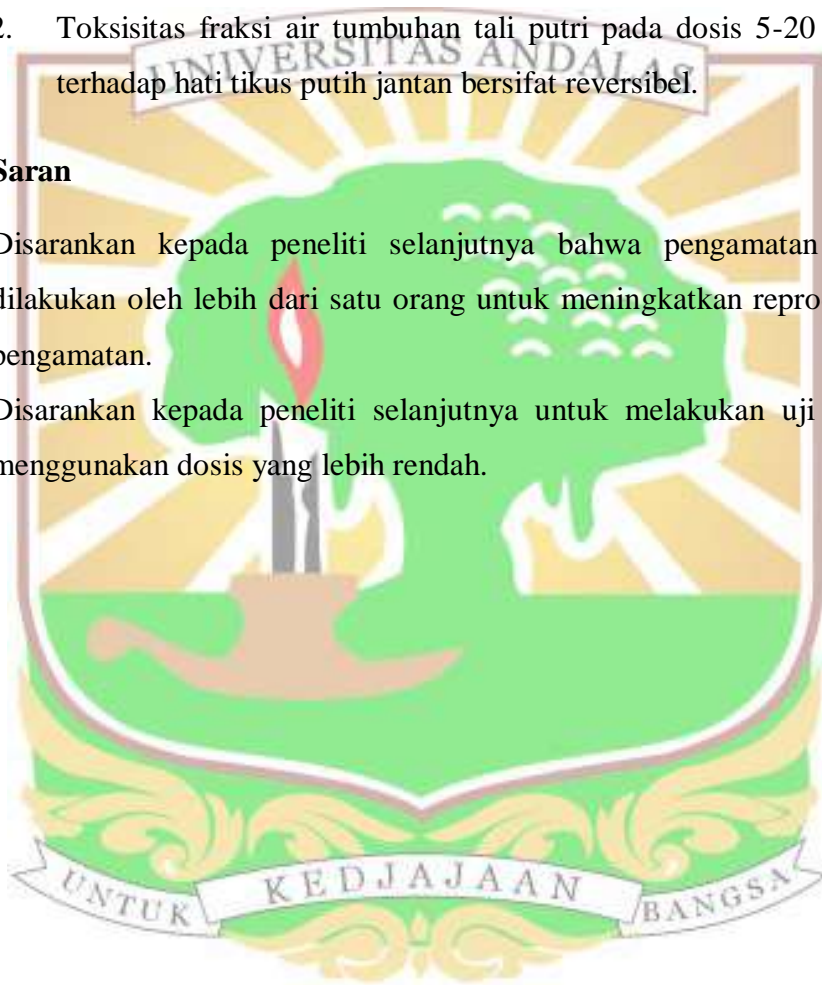 2. Toksisitas fraksi air tumbuhan tali putri pada dosis 5-20
UNIVERSITAS ANDALAS
terhadap hati tikus putih jantan bersifat reversibel.
Saran
Disarankan kepada peneliti selanjutnya bahwa pengamatan
dilakukan oleh lebih dari satu orang untuk meningkatkan repro
pengamatan.
Disarankan kepada peneliti selanjutnya untuk melakukan uji
menggunakan dosis yang lebih rendah.
UNTUK KEDJAJAAN BANGSA